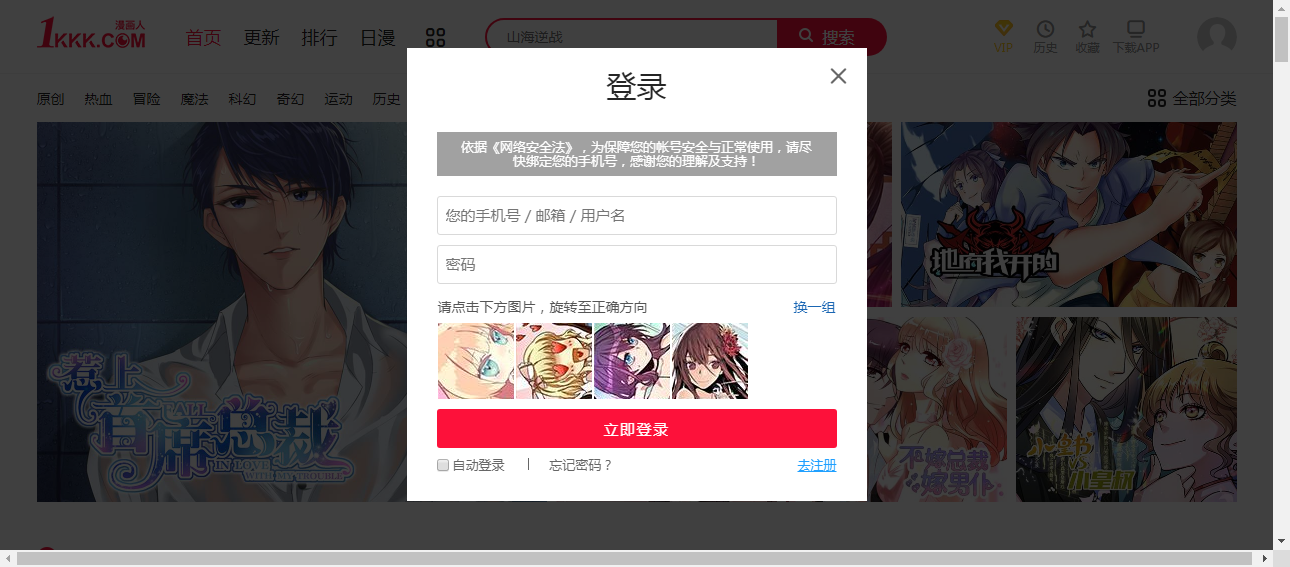 1KKK.COM 漫画人
首页 更新 排行 日漫
山海逆战
搜索
VIP 历史 收藏 下载APP
原创 热血 冒险 魔法 科幻 奇幻 运动 历史
全部分类
登录
依据《网络安全法》，为保障您的帐号安全与正常使用，请尽
快绑定您的手机号，感谢您的理解及支持！
您的手机号 / 邮箱 / 用户名
密码
请点击下方图片，旋转至正确方向 换一组
立即登录
自动登录 | 忘记密码？ 去注册
惹上
首席总裁
CALL
IN LOVE
WITH MY TROUBLE
地府我开的
不嫁总裁
嫁男仆